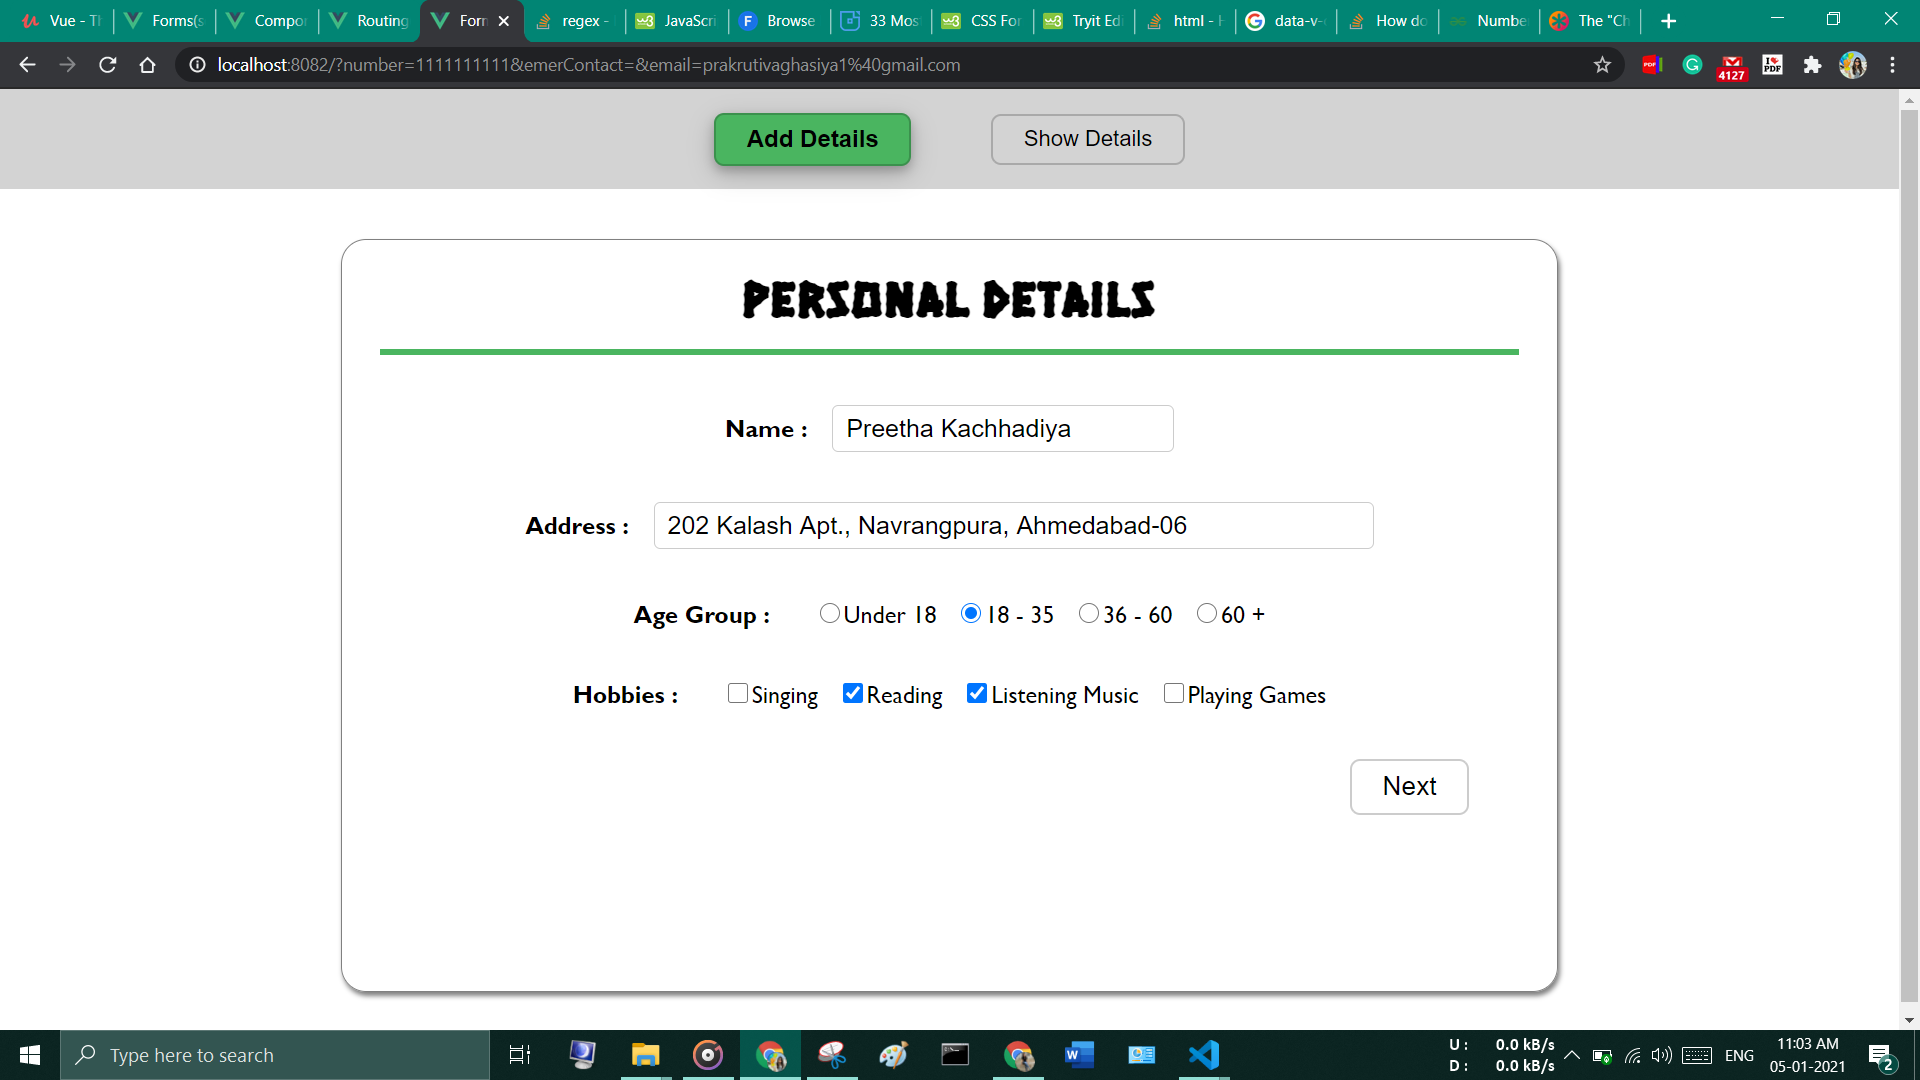 Vue - Th
Forms(s
Compo
Routing
Form
regex -
JavaScri
Browse
33 Mos
CSS For
Tryit Edi
html - H
data-v-
How do
Number
The "Ch
localhost:8082/?number=1111111111&emerContact=&email=prakrutivaghasiya1%40gmail.com
4127
Add Details
Show Details
PERSONAL DETAILS
Name : Preetha Kachhadiya
Address : 202 Kalash Apt., Navrangpura, Ahmedabad-06
Age Group : Under 18 18 - 35 36 - 60 60 +
Hobbies : Singing Reading Listening Music Playing Games
Next
Type here to search
U : 0.0 kB/s
D : 0.0 kB/s
ENG
11:03 AM
05-01-2021
2